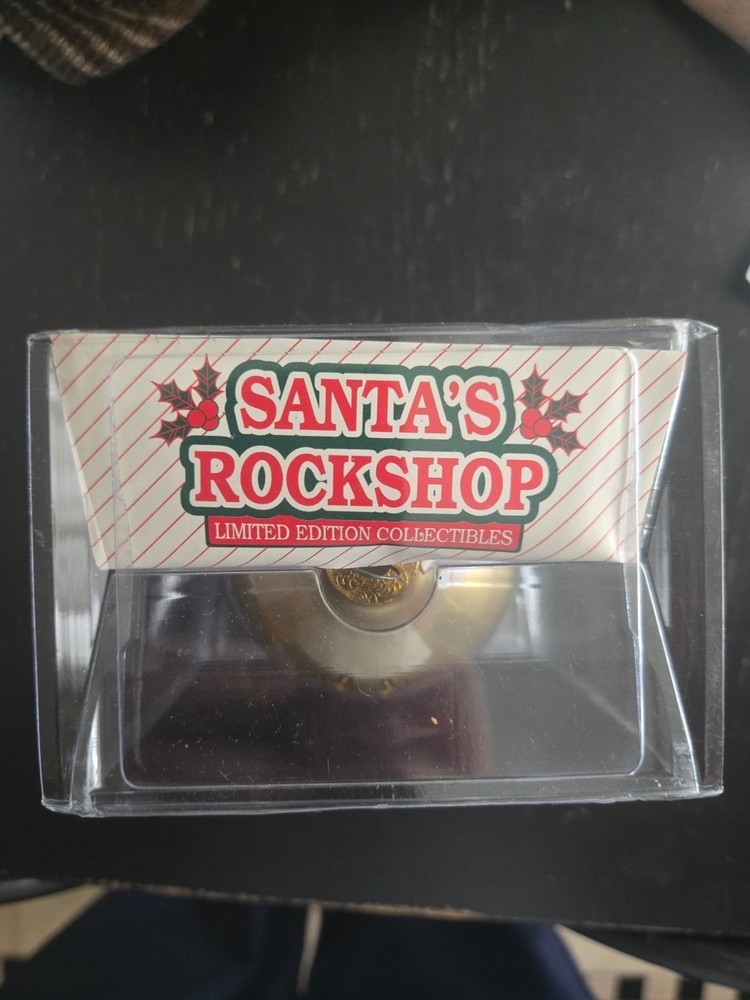 SANTA'S
ROCKSHOP
LIMITED EDITION COLLECTIBLES